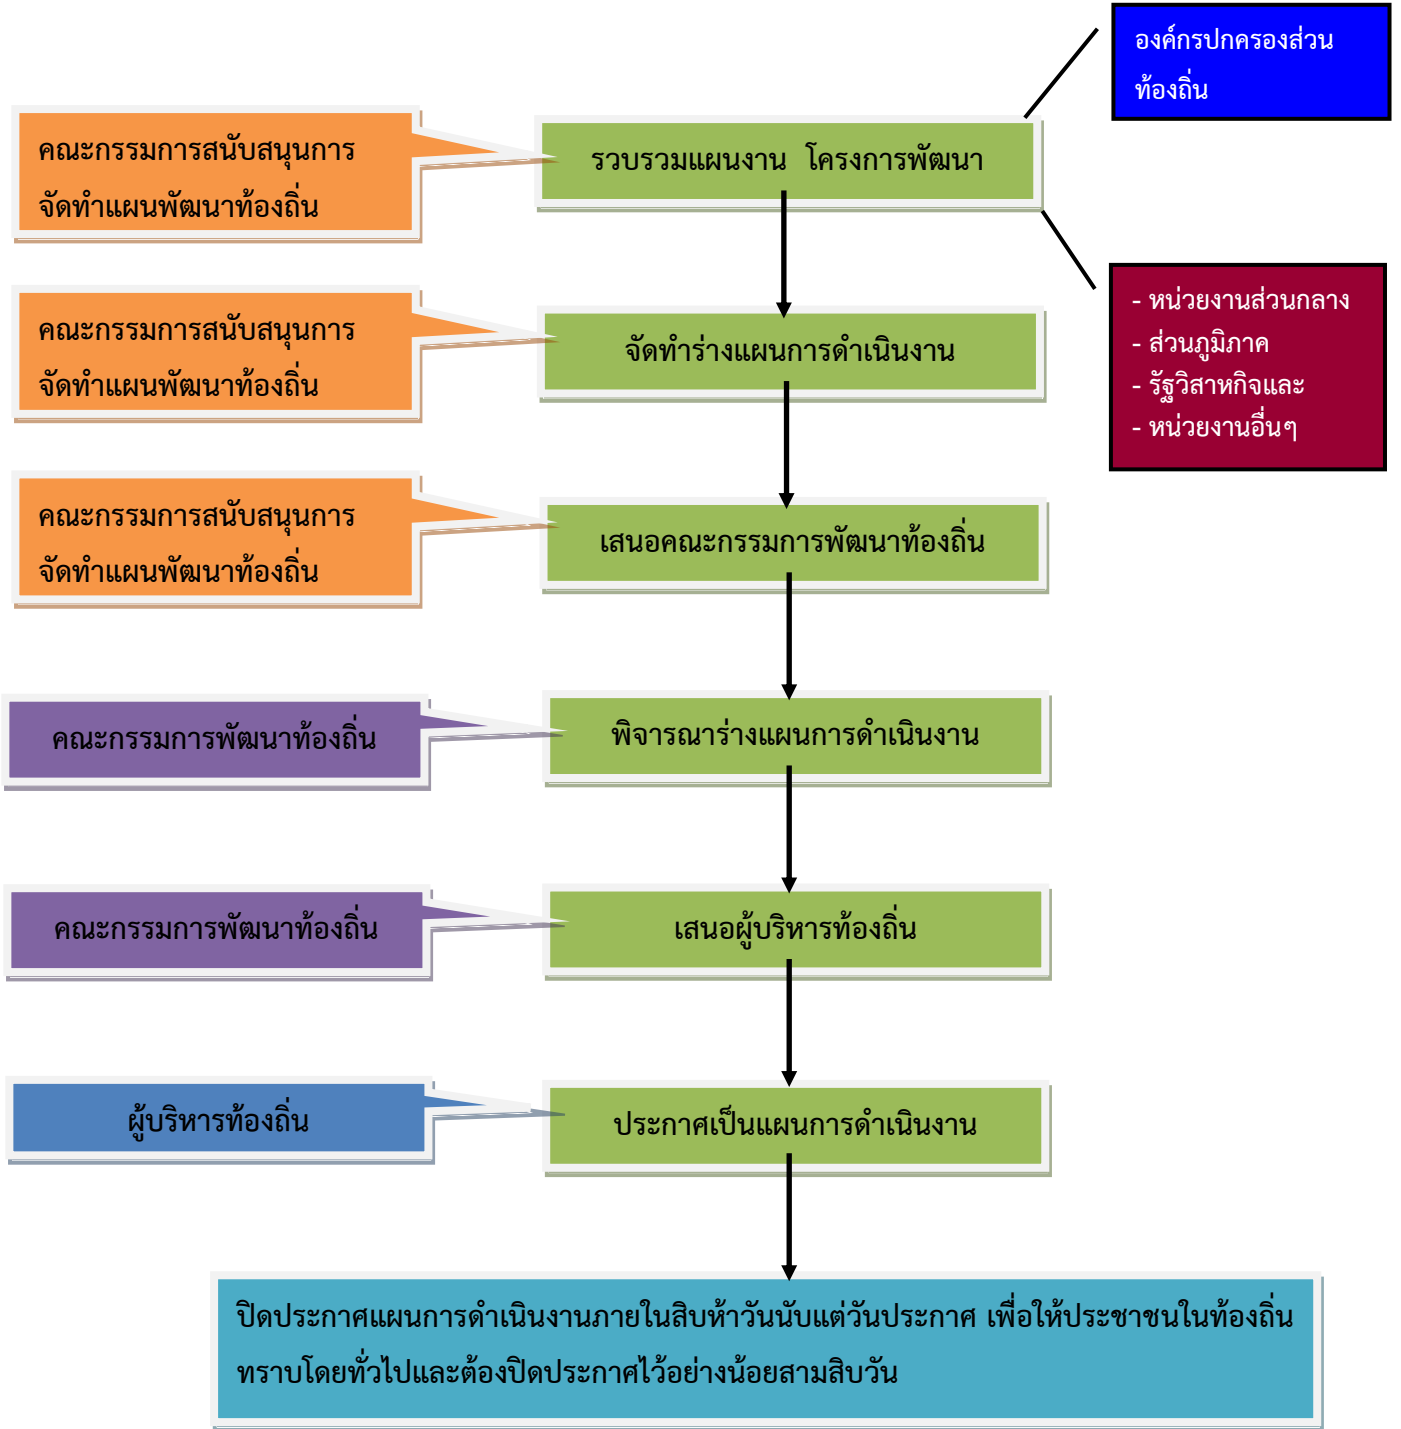 องค์กรปกครองส่วน
ท้องถิ่น
คณะกรรมการสนับสนุนการ
จัดทำแผนพัฒนาท้องถิ่น
รวบรวมแผนงาน โครงการพัฒนา
- หน่วยงานส่วนกลาง
- ส่วนภูมิภาค
- รัฐวิสาหกิจและ
- หน่วยงานอื่นๆ
คณะกรรมการสนับสนุนการ
จัดทำแผนพัฒนาท้องถิ่น
จัดทำร่างแผนการดำเนินงาน
คณะกรรมการสนับสนุนการ
จัดทำแผนพัฒนาท้องถิ่น
เสนอคณะกรรมการพัฒนาท้องถิ่น
คณะกรรมการพัฒนาท้องถิ่น
พิจารณาร่างแผนการดำเนินงาน
คณะกรรมการพัฒนาท้องถิ่น
เสนอผู้บริหารท้องถิ่น
ผู้บริหารท้องถิ่น
ประกาศเป็นแผนการดำเนินงาน
ปิดประกาศแผนการดำเนินงานภายในสิบห้าวันนับแต่วันประกาศ เพื่อให้ประชาชนในท้องถิ่น
ทราบโดยทั่วไปและต้องปิดประกาศไว้อย่างน้อยสามสิบวัน